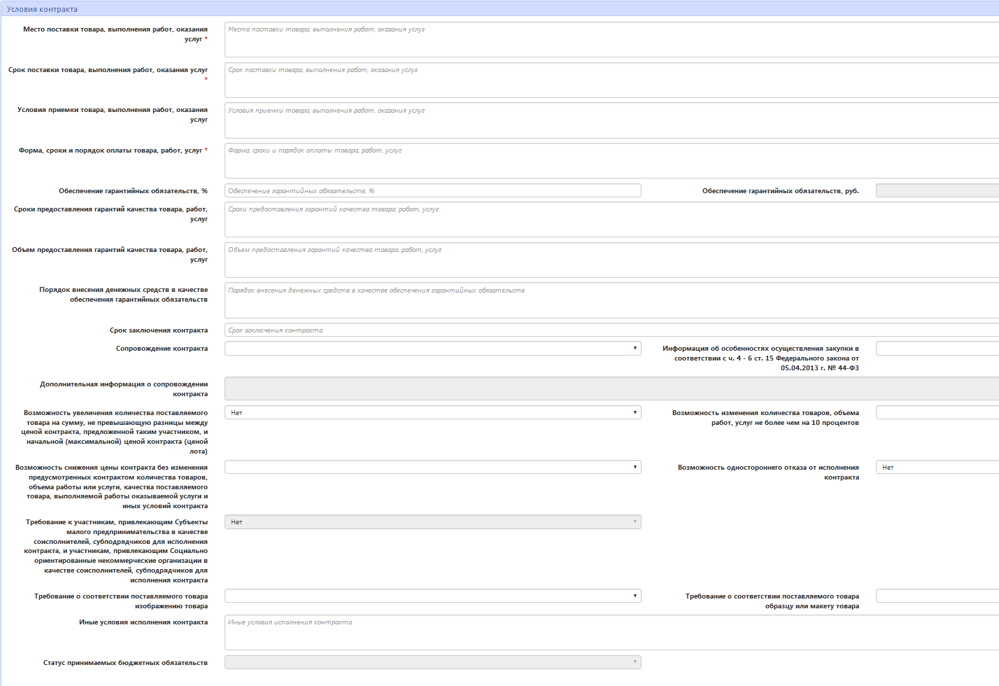 Условия контракта
Место поставки товара, выполнения работ, оказания
услуг *
Место поставки товара, выполнения работ, оказания услуг
Срок поставки товара, выполнения работ, оказания услуг
*
Срок поставки товара, выполнения работ, оказания услуг
Условия приемки товара, выполнения работ, оказания
услуг
Условия приемки товара, выполнения работ, оказания услуг
Форма, сроки и порядок оплаты товара, работ, услуг *
Форма, сроки и порядок оплаты товара, работ, услуг
Обеспечение гарантийных обязательств, %
Обеспечение гарантийных обязательств, %
Обеспечение гарантийных обязательств, руб.
Сроки предоставления гарантий качества товара, работ,
услуг
Сроки предоставления гарантий качества товара, работ, услуг
Объем предоставления гарантий качества товара, работ,
услуг
Объем предоставления гарантий качества товара, работ, услуг
Порядок внесения денежных средств в качестве
обеспечения гарантийных обязательств
Порядок внесения денежных средств в качестве обеспечения гарантийных обязательств
Срок заключения контракта
Срок заключения контракта
Сопровождение контракта
Информация об особенностях осуществления закупки в
соответствии с ч. 4 - 6 ст. 15 Федерального закона от
05.04.2013 г. № 44-ФЗ
Дополнительная информация о сопровождении
контракта
Возможность увеличения количества поставляемого
товара на сумму, не превышающую разницы между
ценой контракта, предложенной таким участником, и
начальной (максимальной) ценой контракта (ценой
лота)
Нет
Возможность изменения количества товаров, объема
работ, услуг не более чем на 10 процентов
Возможность снижения цены контракта без изменения
предусмотренных контрактом количества товаров,
объема работы или услуги, качества поставляемого
товара, выполняемой работы оказываемой услуги и
иных условий контракта
Возможность одностороннего отказа от исполнения
контракта
Нет
Требование к участникам, привлекающим Субъекты
малого предпринимательства в качестве
соисполнителей, субподрядчиков для исполнения
контракта, и участникам, привлекающим Социально
ориентированные некоммерческие организации в
качестве соисполнителей, субподрядчиков для
исполнения контракта
Нет
Требование о соответствии поставляемого товара
изображению товара
Требование о соответствии поставляемого товара
образцу или макету товара
Иные условия исполнения контракта
Иные условия исполнения контракта
Статус принимаемых бюджетных обязательств